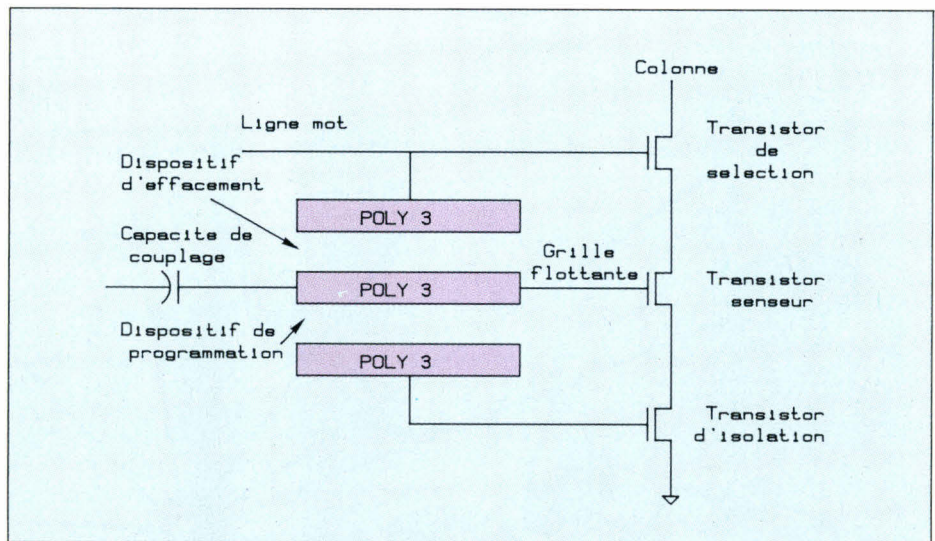 Colonne
Ligne mot
Transistor
de
selection
Dispositif
d'effacement
POLY 3
Capacite de
couplage
Grille
flottante
POLY 3
Transistor
senseur
Dispositif de
programmation
POLY 3
Transistor
d'isolation